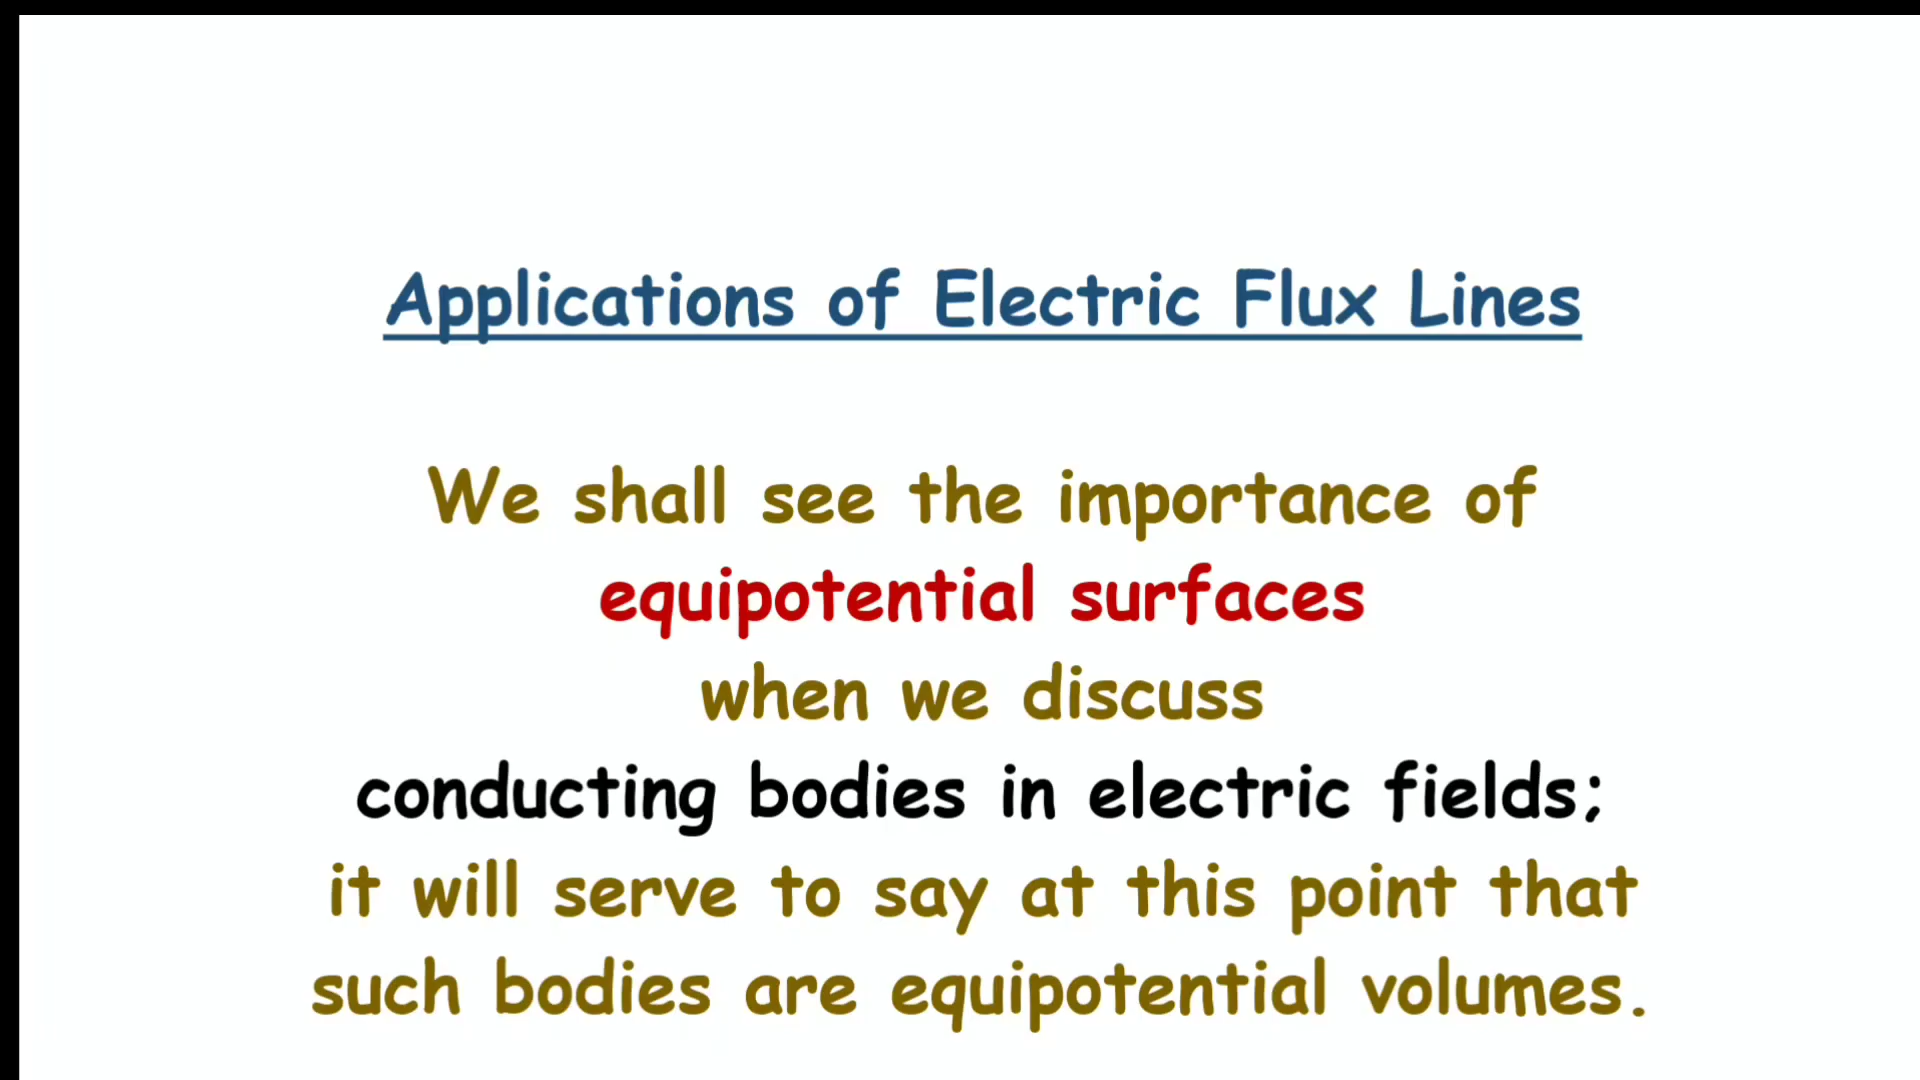 Applications of Electric Flux Lines
We shall see the importance of
equipotential surfaces
when we discuss
conducting bodies in electric fields;
it will serve to say at this point that
such bodies are equipotential volumes.